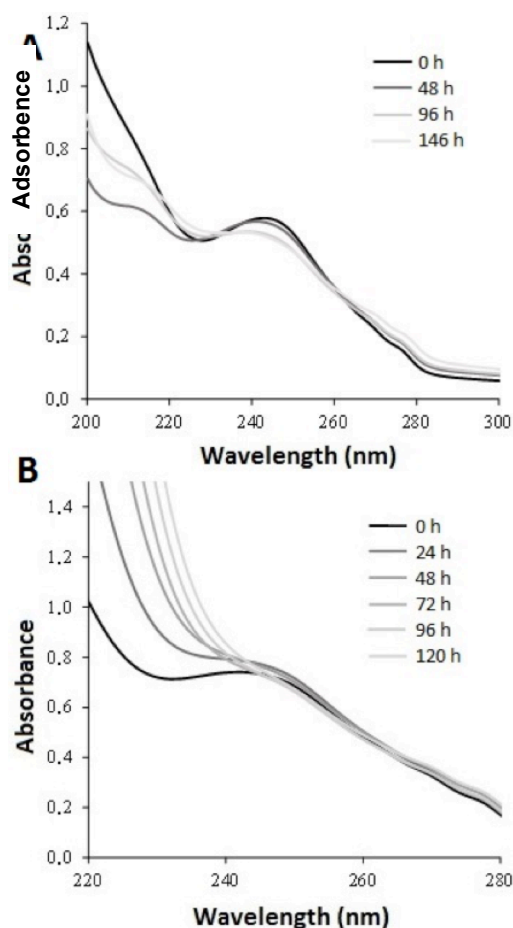 A
1.2
1.0
0.8
0.6
0.4
0.2
0.0
Absc
Adsorbence
0 h
48 h
96 h
146 h
200
220
240
260
280
300
Wavelength (nm)
B
1.4
1.2
1.0
0.8
0.6
0.4
0.2
0.0
Absorbance
0 h
24 h
48 h
72 h
96 h
120 h
220
240
260
280
Wavelength (nm)